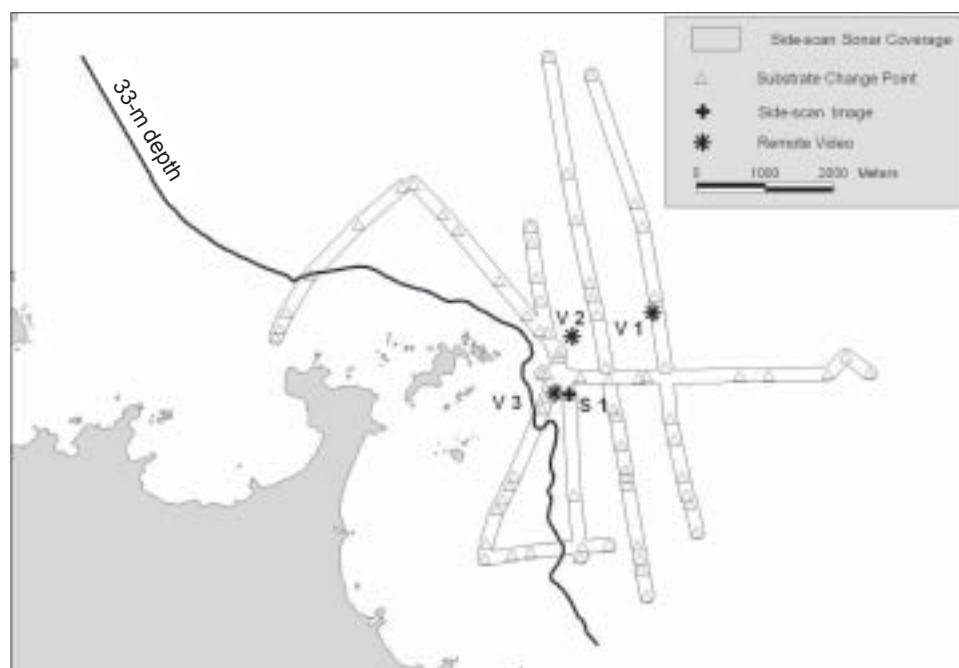 33-m depth
Side-scan Sonar Coverage
Substrate Change Point
Side-scan Image
Remote Video
0 1000 2000 Meters
V 2
V 1
V 3
S 1